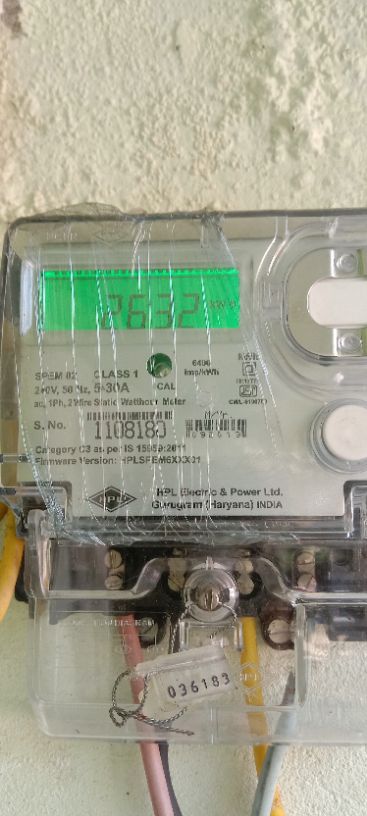 2632 kWh
SPEM 02 CLASS 1
240V, 50 Hz, 5-30A CAL
6400 imp/kWh
ac, 1Ph, 2Wire Static Watthour Meter
S. No. 1108180
Category C3 as per IS 15959:2011
HPL
HPL Electric & Power Ltd.
Gurugram (Haryana) INDIA
036183